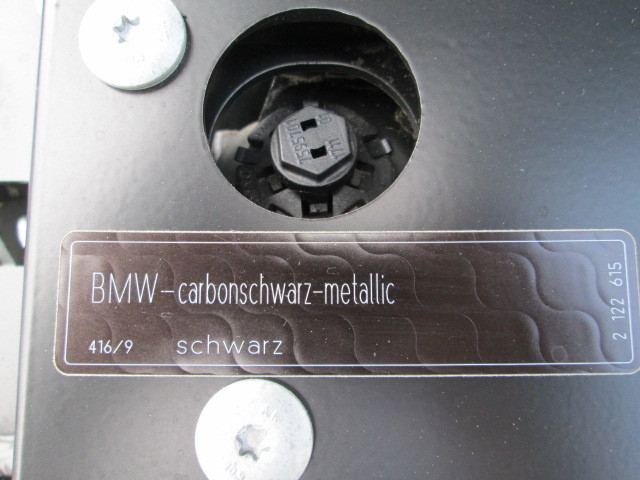 BMW-carbonschwarz-metallic
416/9 schwarz
2 122 615